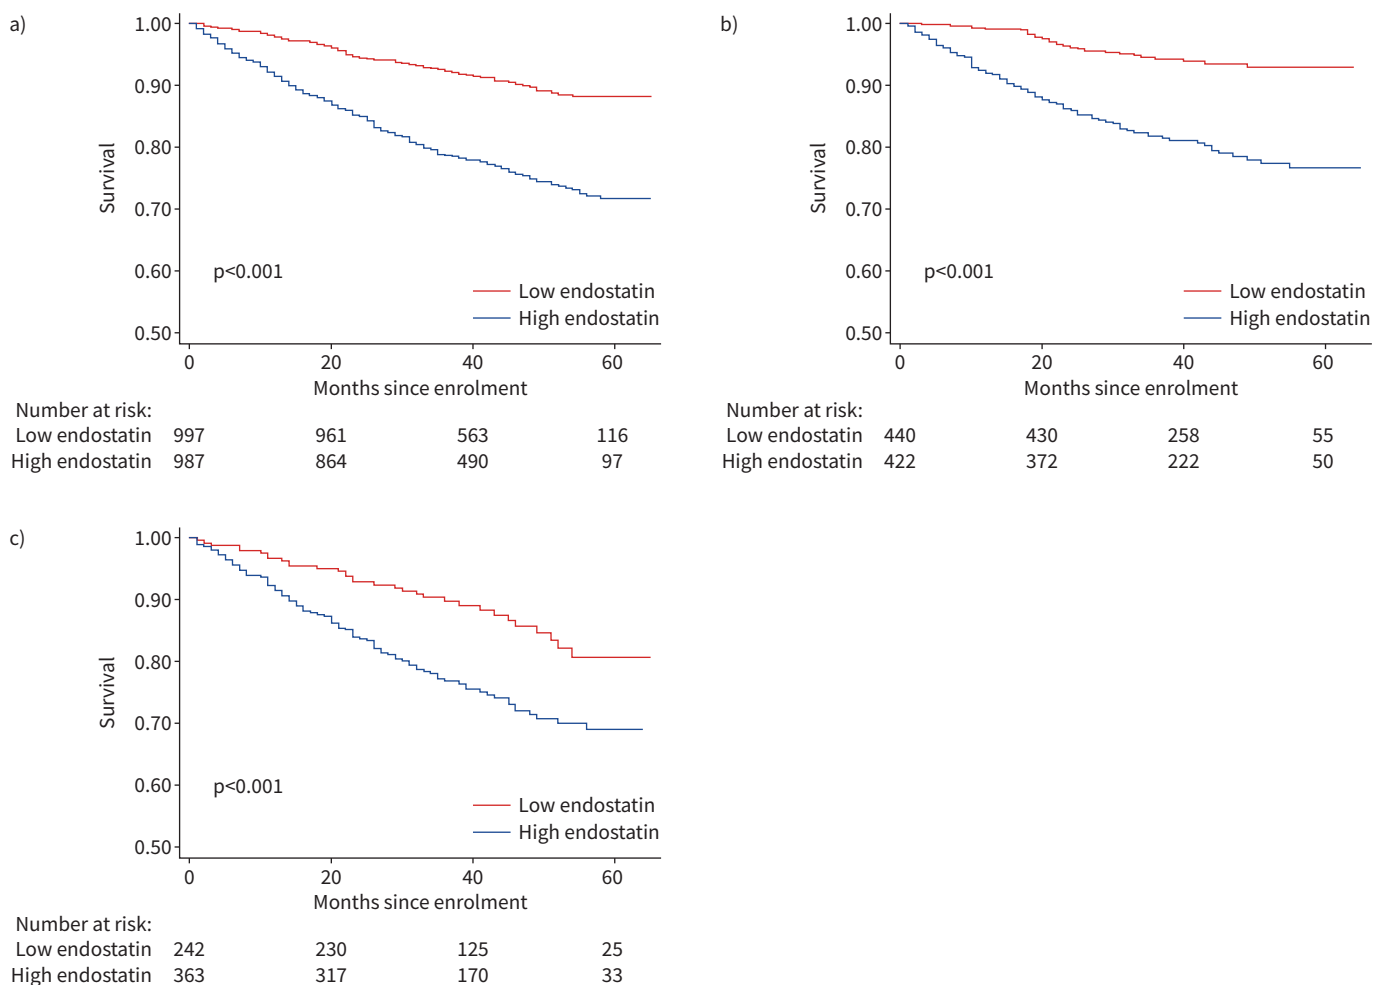 a)
1.00
0.90
0.80
0.70
0.60
0.50
Survival
p<0.001
Low endostatin
High endostatin
0 20 40 60
Months since enrolment
Number at risk:
Low endostatin 997 961 563 116
High endostatin 987 864 490 97
b)
1.00
0.90
0.80
0.70
0.60
0.50
Survival
p<0.001
Low endostatin
High endostatin
0 20 40 60
Months since enrolment
Number at risk:
Low endostatin 440 430 258 55
High endostatin 422 372 222 50
c)
1.00
0.90
0.80
0.70
0.60
0.50
Survival
p<0.001
Low endostatin
High endostatin
0 20 40 60
Months since enrolment
Number at risk:
Low endostatin 242 230 125 25
High endostatin 363 317 170 33